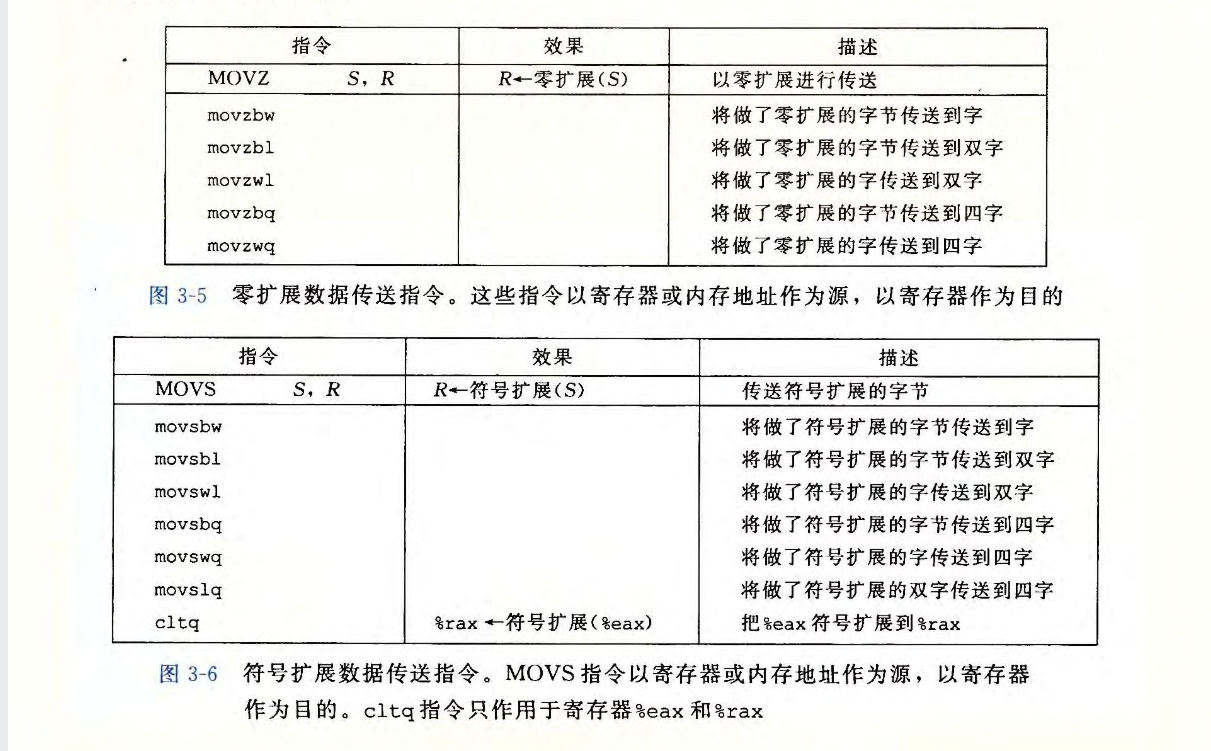 指令 效果 描述
MOVZ S, R R←零扩展(S) 以零扩展进行传送
movzbw 将做了零扩展的字节传送到字
movzbl 将做了零扩展的字节传送到双字
movzwl 将做了零扩展的字传送到双字
movzbq 将做了零扩展的字节传送到四字
movzwq 将做了零扩展的字传送到四字
图 3-5 零扩展数据传送指令。这些指令以寄存器或内存地址作为源，以寄存器作为目的
指令 效果 描述
MOVS S, R R←符号扩展(S) 传送符号扩展的字节
movsbw 将做了符号扩展的字节传送到字
movsbl 将做了符号扩展的字节传送到双字
movswl 将做了符号扩展的字传送到双字
movsbq 将做了符号扩展的字节传送到四字
movswq 将做了符号扩展的字传送到四字
movslq 将做了符号扩展的双字传送到四字
cltq %rax←符号扩展(%eax) 把%eax符号扩展到%rax
图 3-6 符号扩展数据传送指令。MOVS指令以寄存器或内存地址作为源，以寄存器
作为目的。cltq指令只作用于寄存器%eax和%rax